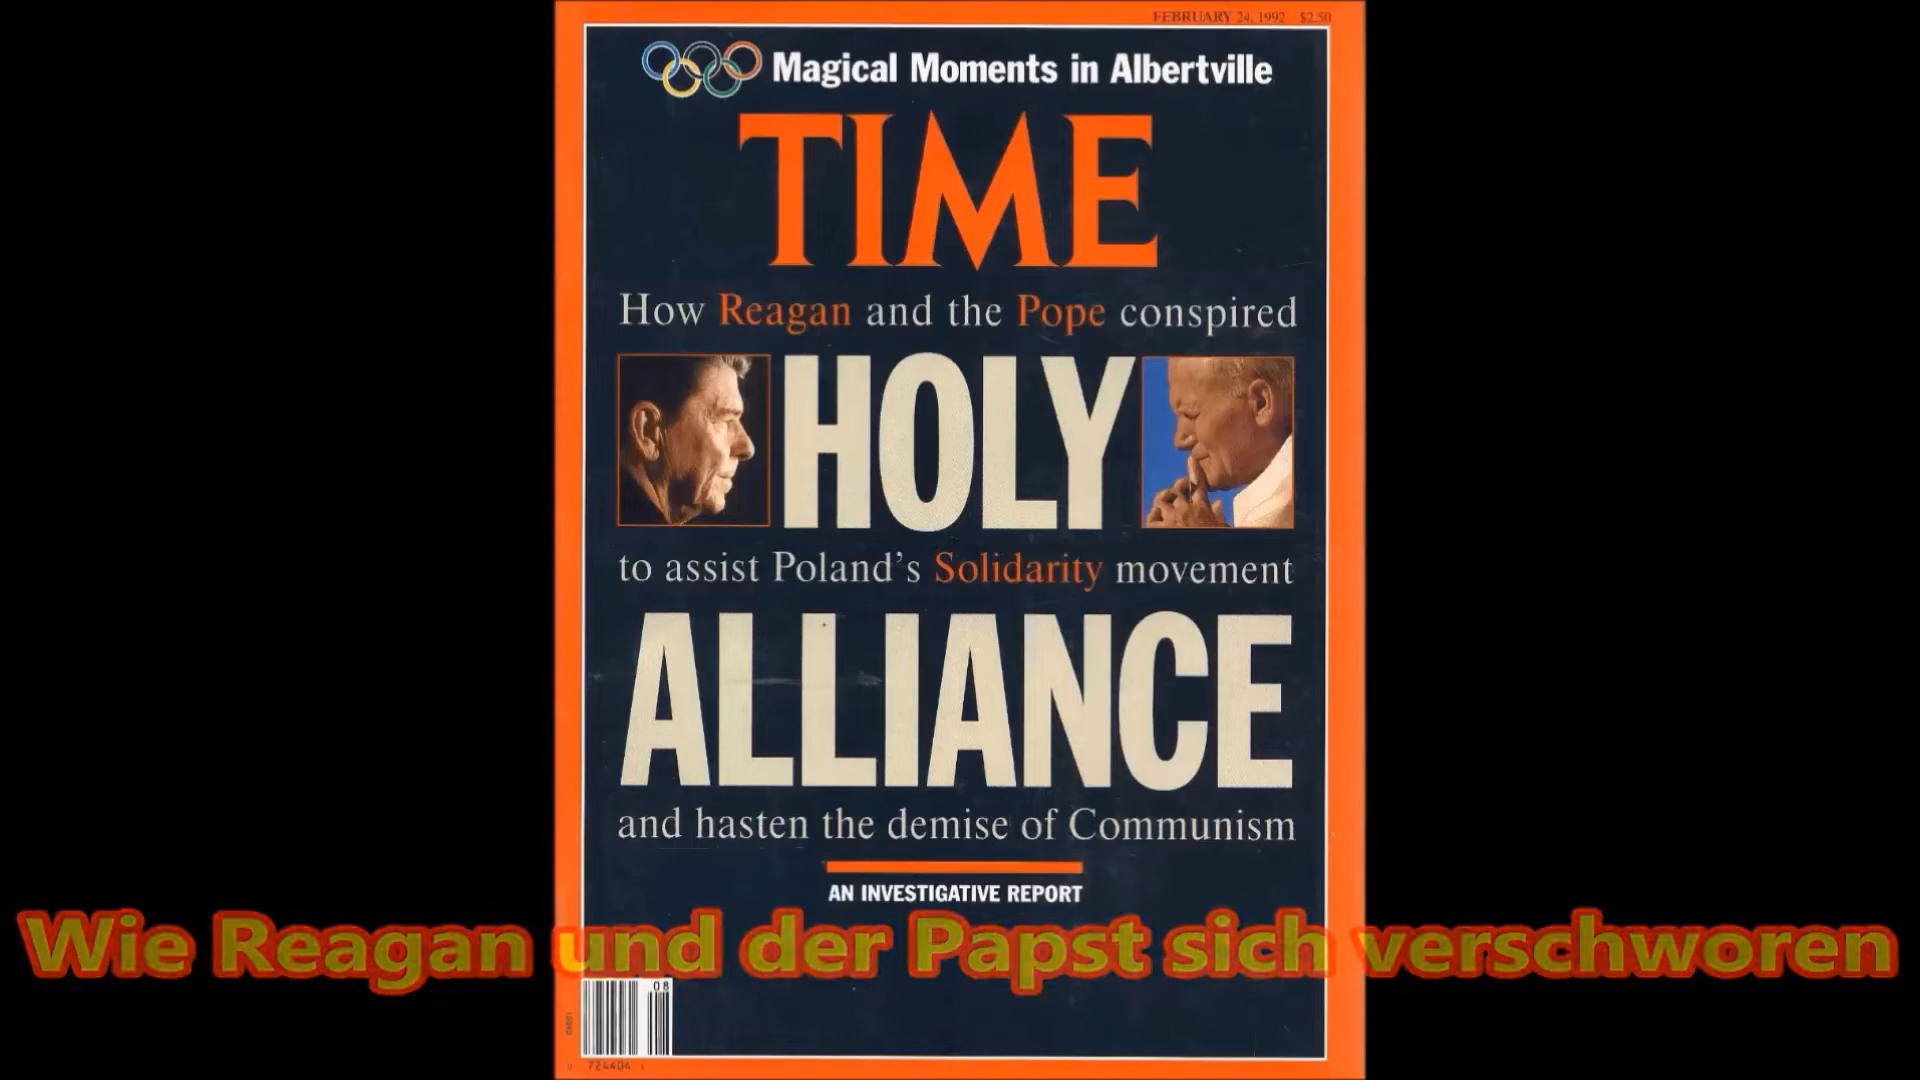 FEBRUARY 24, 1992 $2.50
Magical Moments in Albertville
TIME
How Reagan and the Pope conspired
HOLY
to assist Poland's Solidarity movement
ALLIANCE
and hasten the demise of Communism
AN INVESTIGATIVE REPORT
Wie Reagan und der Papst sich verschworen
08
724404